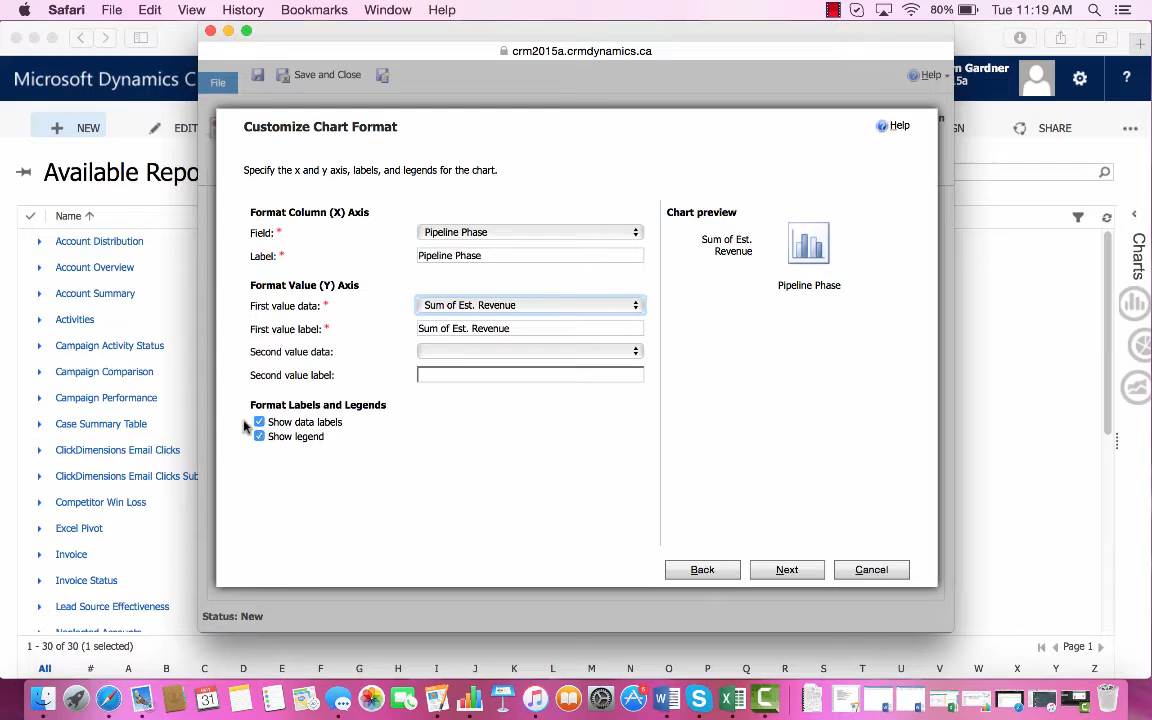 Safari File Edit View History Bookmarks Window Help 80% Tue 11:19 AM
crm2015a.crmdynamics.ca
Microsoft Dynamics C
File Save and Close Help
rn Gardner
15a
?
NEW EDIT SHARE
Customize Chart Format Help
Available Repo
Specify the x and y axis, labels, and legends for the chart.
Name
Account Distribution
Account Overview
Account Summary
Activities
Campaign Activity Status
Campaign Comparison
Campaign Performance
Case Summary Table
ClickDimensions Email Clicks
ClickDimensions Email Clicks Sub
Competitor Win Loss
Excel Pivot
Invoice
Invoice Status
Lead Source Effectiveness
Neglected Accounts
Format Column (X) Axis
Field: * Pipeline Phase
Label: * Pipeline Phase
Format Value (Y) Axis
First value data: * Sum of Est. Revenue
First value label: * Sum of Est. Revenue
Second value data:
Second value label:
Format Labels and Legends
Show data labels
Show legend
Chart preview
Sum of Est.
Revenue
Pipeline Phase
Back Next Cancel
Charts
Status: New
1 - 30 of 30 (1 selected) Page 1
All # A B C D E F G H I J K L M N O P Q R S T U V W X Y Z
31